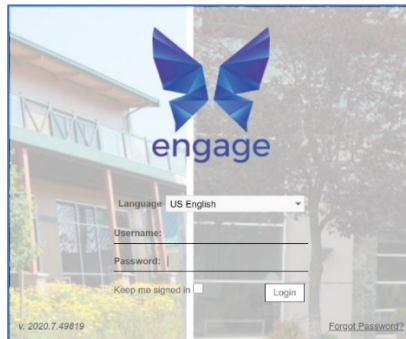 engage
Language US English
Username:
Password:
Keep me signed in Login
v. 2020.7.49819 Forgot Password?